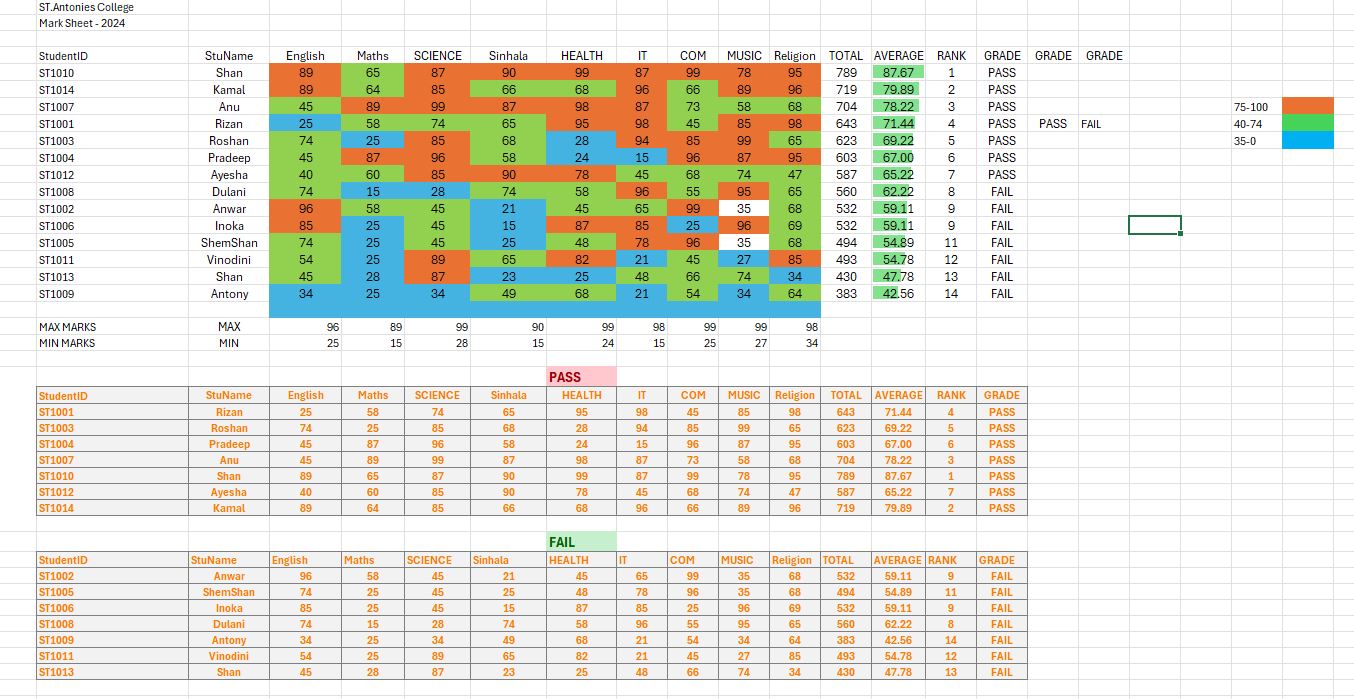 ST.Antonies College
Mark Sheet - 2024
StudentID StuName English Maths SCIENCE Sinhala HEALTH IT COM MUSIC Religion TOTAL AVERAGE RANK GRADE GRADE GRADE
ST1010 Shan 89 65 87 90 99 87 99 78 95 789 87.67 1 PASS
ST1014 Kamal 89 64 85 66 68 96 66 89 96 719 79.89 2 PASS
ST1007 Anu 45 89 99 87 98 87 73 58 68 704 78.22 3 PASS 75-100
ST1001 Rizan 25 58 74 65 95 98 45 85 98 643 71.44 4 PASS PASS FAIL 40-74
ST1003 Roshan 74 25 85 68 28 94 85 99 65 623 69.22 5 PASS 35-0
ST1004 Pradeep 45 87 96 58 24 15 96 87 95 603 67.00 6 PASS
ST1012 Ayesha 40 60 85 90 78 45 68 74 47 587 65.22 7 PASS
ST1008 Dulani 74 15 28 74 58 96 55 95 65 560 62.22 8 FAIL
ST1002 Anwar 96 58 45 21 45 65 99 35 68 532 59.11 9 FAIL
ST1006 Inoka 85 25 45 15 87 85 25 96 69 532 59.11 9 FAIL
ST1005 ShemShan 74 25 45 25 48 78 96 35 68 494 54.89 11 FAIL
ST1011 Vinodini 54 25 89 65 82 21 45 27 85 493 54.78 12 FAIL
ST1013 Shan 45 28 87 23 25 48 66 74 34 430 47.78 13 FAIL
ST1009 Antony 34 25 34 49 68 21 54 34 64 383 42.56 14 FAIL
MAX MARKS MAX 96 89 99 90 99 98 99 99 98
MIN MARKS MIN 25 15 28 15 24 15 25 27 34
PASS
StudentID StuName English Maths SCIENCE Sinhala HEALTH IT COM MUSIC Religion TOTAL AVERAGE RANK GRADE
ST1001 Rizan 25 58 74 65 95 98 45 85 98 643 71.44 4 PASS
ST1003 Roshan 74 25 85 68 28 94 85 99 65 623 69.22 5 PASS
ST1004 Pradeep 45 87 96 58 24 15 96 87 95 603 67.00 6 PASS
ST1007 Anu 45 89 99 87 98 87 73 58 68 704 78.22 3 PASS
ST1010 Shan 89 65 87 90 99 87 99 78 95 789 87.67 1 PASS
ST1012 Ayesha 40 60 85 90 78 45 68 74 47 587 65.22 7 PASS
ST1014 Kamal 89 64 85 66 68 96 66 89 96 719 79.89 2 PASS
FAIL
StudentID StuName English Maths SCIENCE Sinhala HEALTH IT COM MUSIC Religion TOTAL AVERAGE RANK GRADE
ST1002 Anwar 96 58 45 21 45 65 99 35 68 532 59.11 9 FAIL
ST1005 ShemShan 74 25 45 25 48 78 96 35 68 494 54.89 11 FAIL
ST1006 Inoka 85 25 45 15 87 85 25 96 69 532 59.11 9 FAIL
ST1008 Dulani 74 15 28 74 58 96 55 95 65 560 62.22 8 FAIL
ST1009 Antony 34 25 34 49 68 21 54 34 64 383 42.56 14 FAIL
ST1011 Vinodini 54 25 89 65 82 21 45 27 85 493 54.78 12 FAIL
ST1013 Shan 45 28 87 23 25 48 66 74 34 430 47.78 13 FAIL